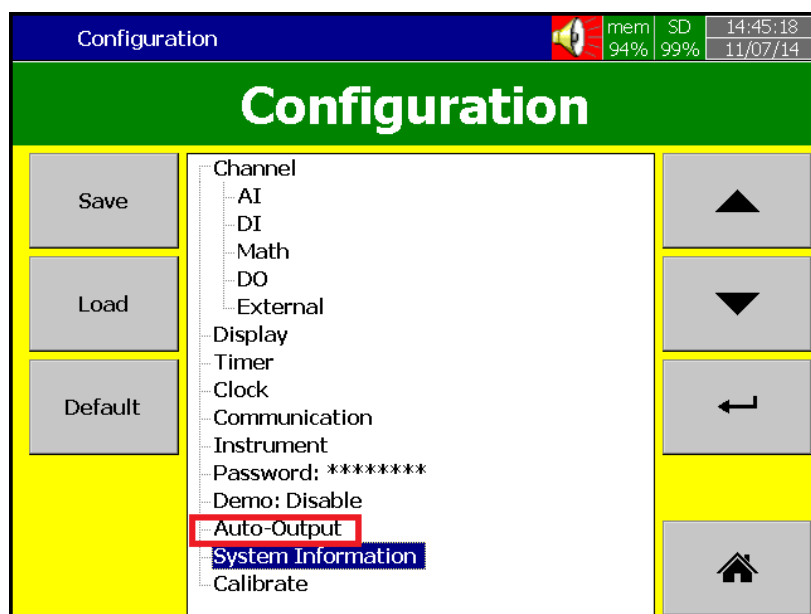 Configuration
mem SD 14:45:18
94% 99% 11/07/14
Configuration
Save
Load
Default
Channel
AI
DI
Math
DO
External
Display
Timer
Clock
Communication
Instrument
Password: ********
Demo: Disable
Auto-Output
System Information
Calibrate